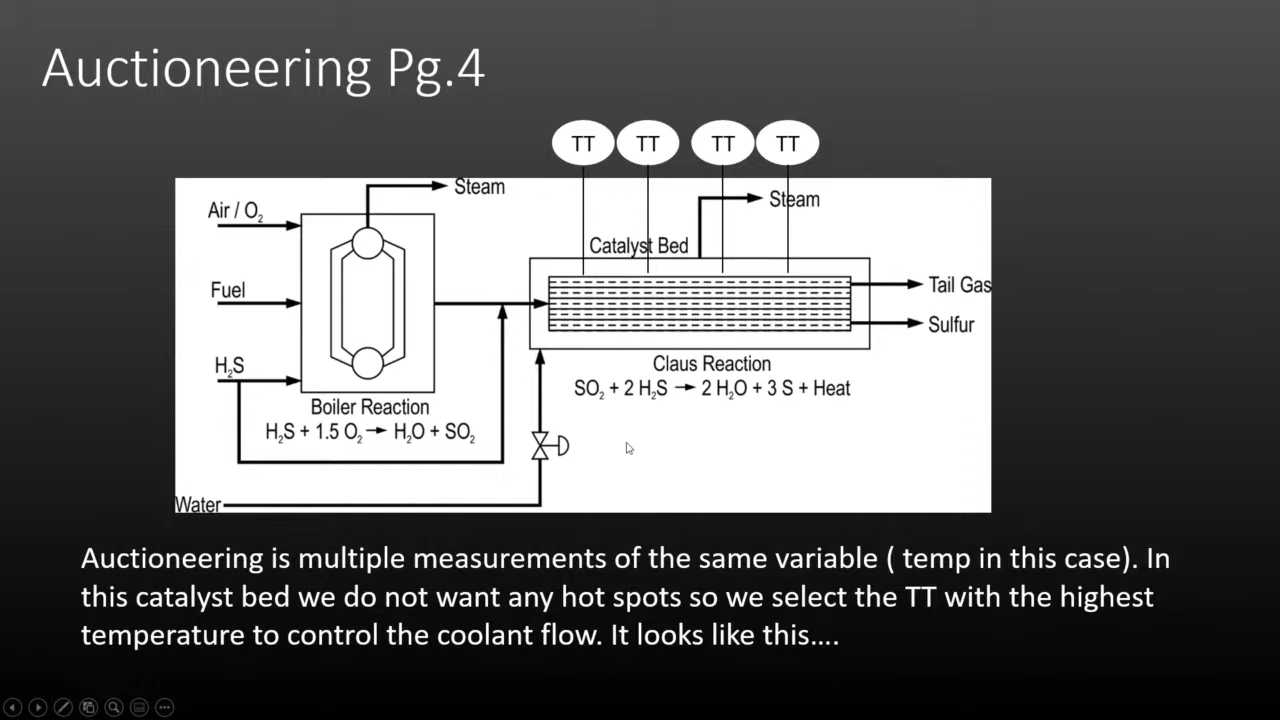 Auctioneering Pg.4
TT TT TT TT
Steam
Steam
Air / O₂
Catalyst Bed
Fuel
Tail Gas
Sulfur
H₂S
Claus Reaction
SO₂ + 2 H₂S → 2 H₂O + 3 S + Heat
Boiler Reaction
H₂S + 1.5 O₂ → H₂O + SO₂
Water
Auctioneering is multiple measurements of the same variable ( temp in this case). In
this catalyst bed we do not want any hot spots so we select the TT with the highest
temperature to control the coolant flow. It looks like this....